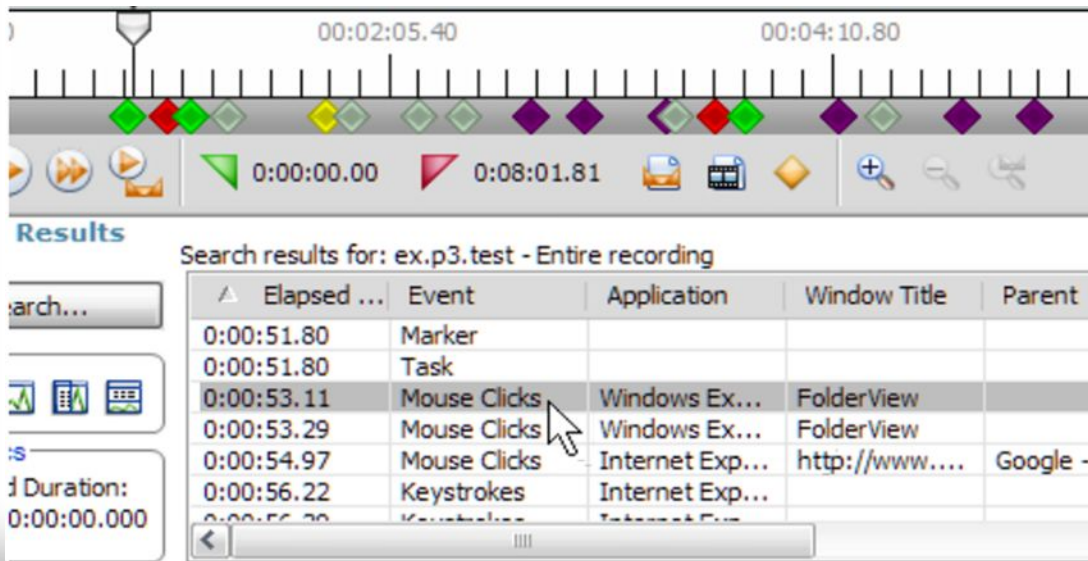 00:02:05.40 00:04:10.80
0:00:00.00 0:08:01.81
Results
Search results for: ex.p3.test - Entire recording
earch...
Elapsed ... Event Application Window Title Parent
0:00:51.80 Marker
0:00:51.80 Task
0:00:53.11 Mouse Clicks Windows Ex... FolderView
0:00:53.29 Mouse Clicks Windows Ex... FolderView
0:00:54.97 Mouse Clicks Internet Exp... http://www.... Google -
d Duration:
0:00:56.22 Keystrokes Internet Exp...
0:00:00.000